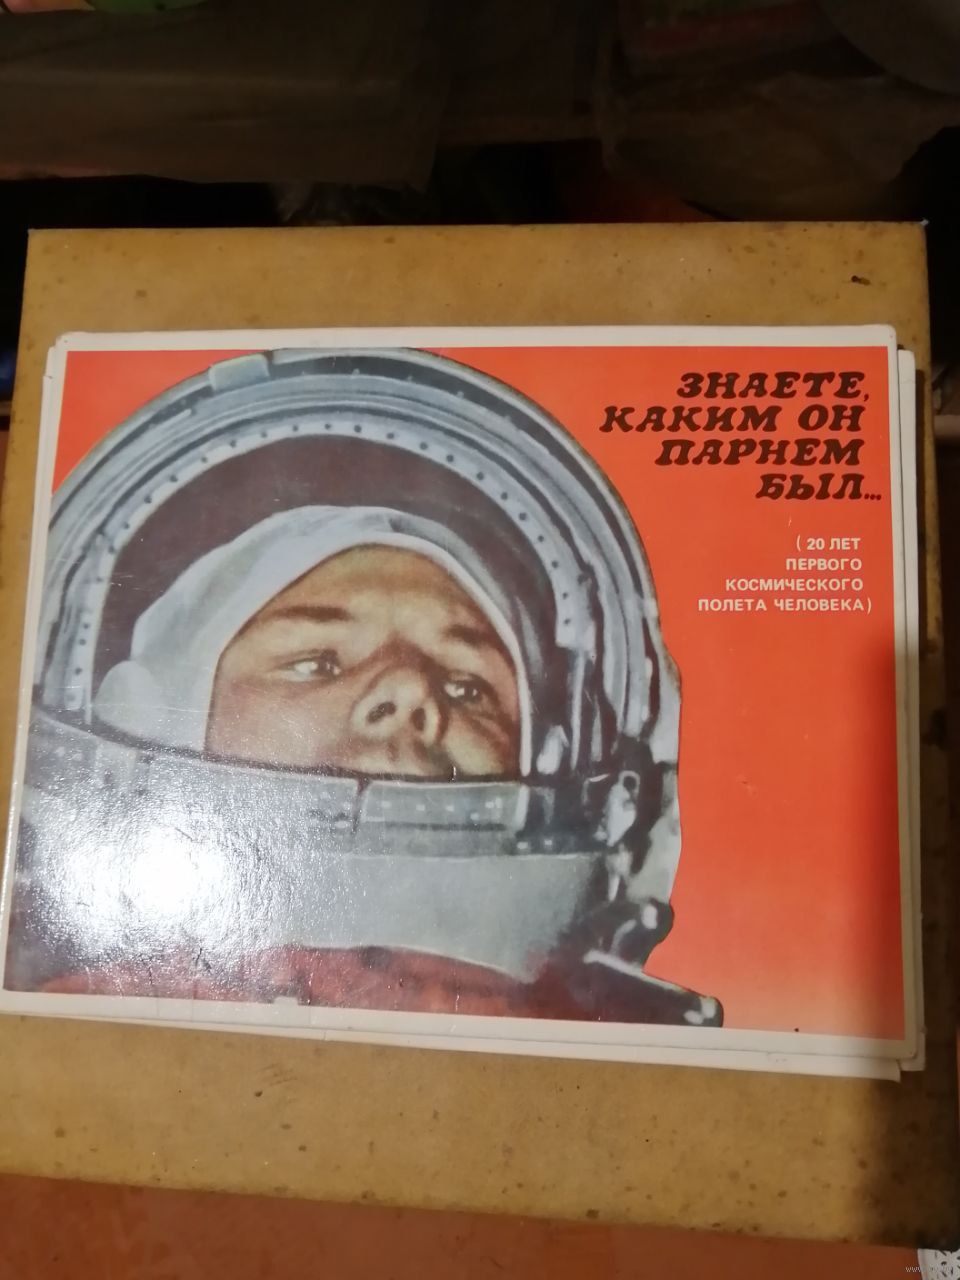 ЗНАЕТЕ,
КАКИМ ОН
ПАРНЕМ
БЫЛ...
( 20 ЛЕТ
ПЕРВОГО
КОСМИЧЕСКОГО
ПОЛЕТА ЧЕЛОВЕКА)